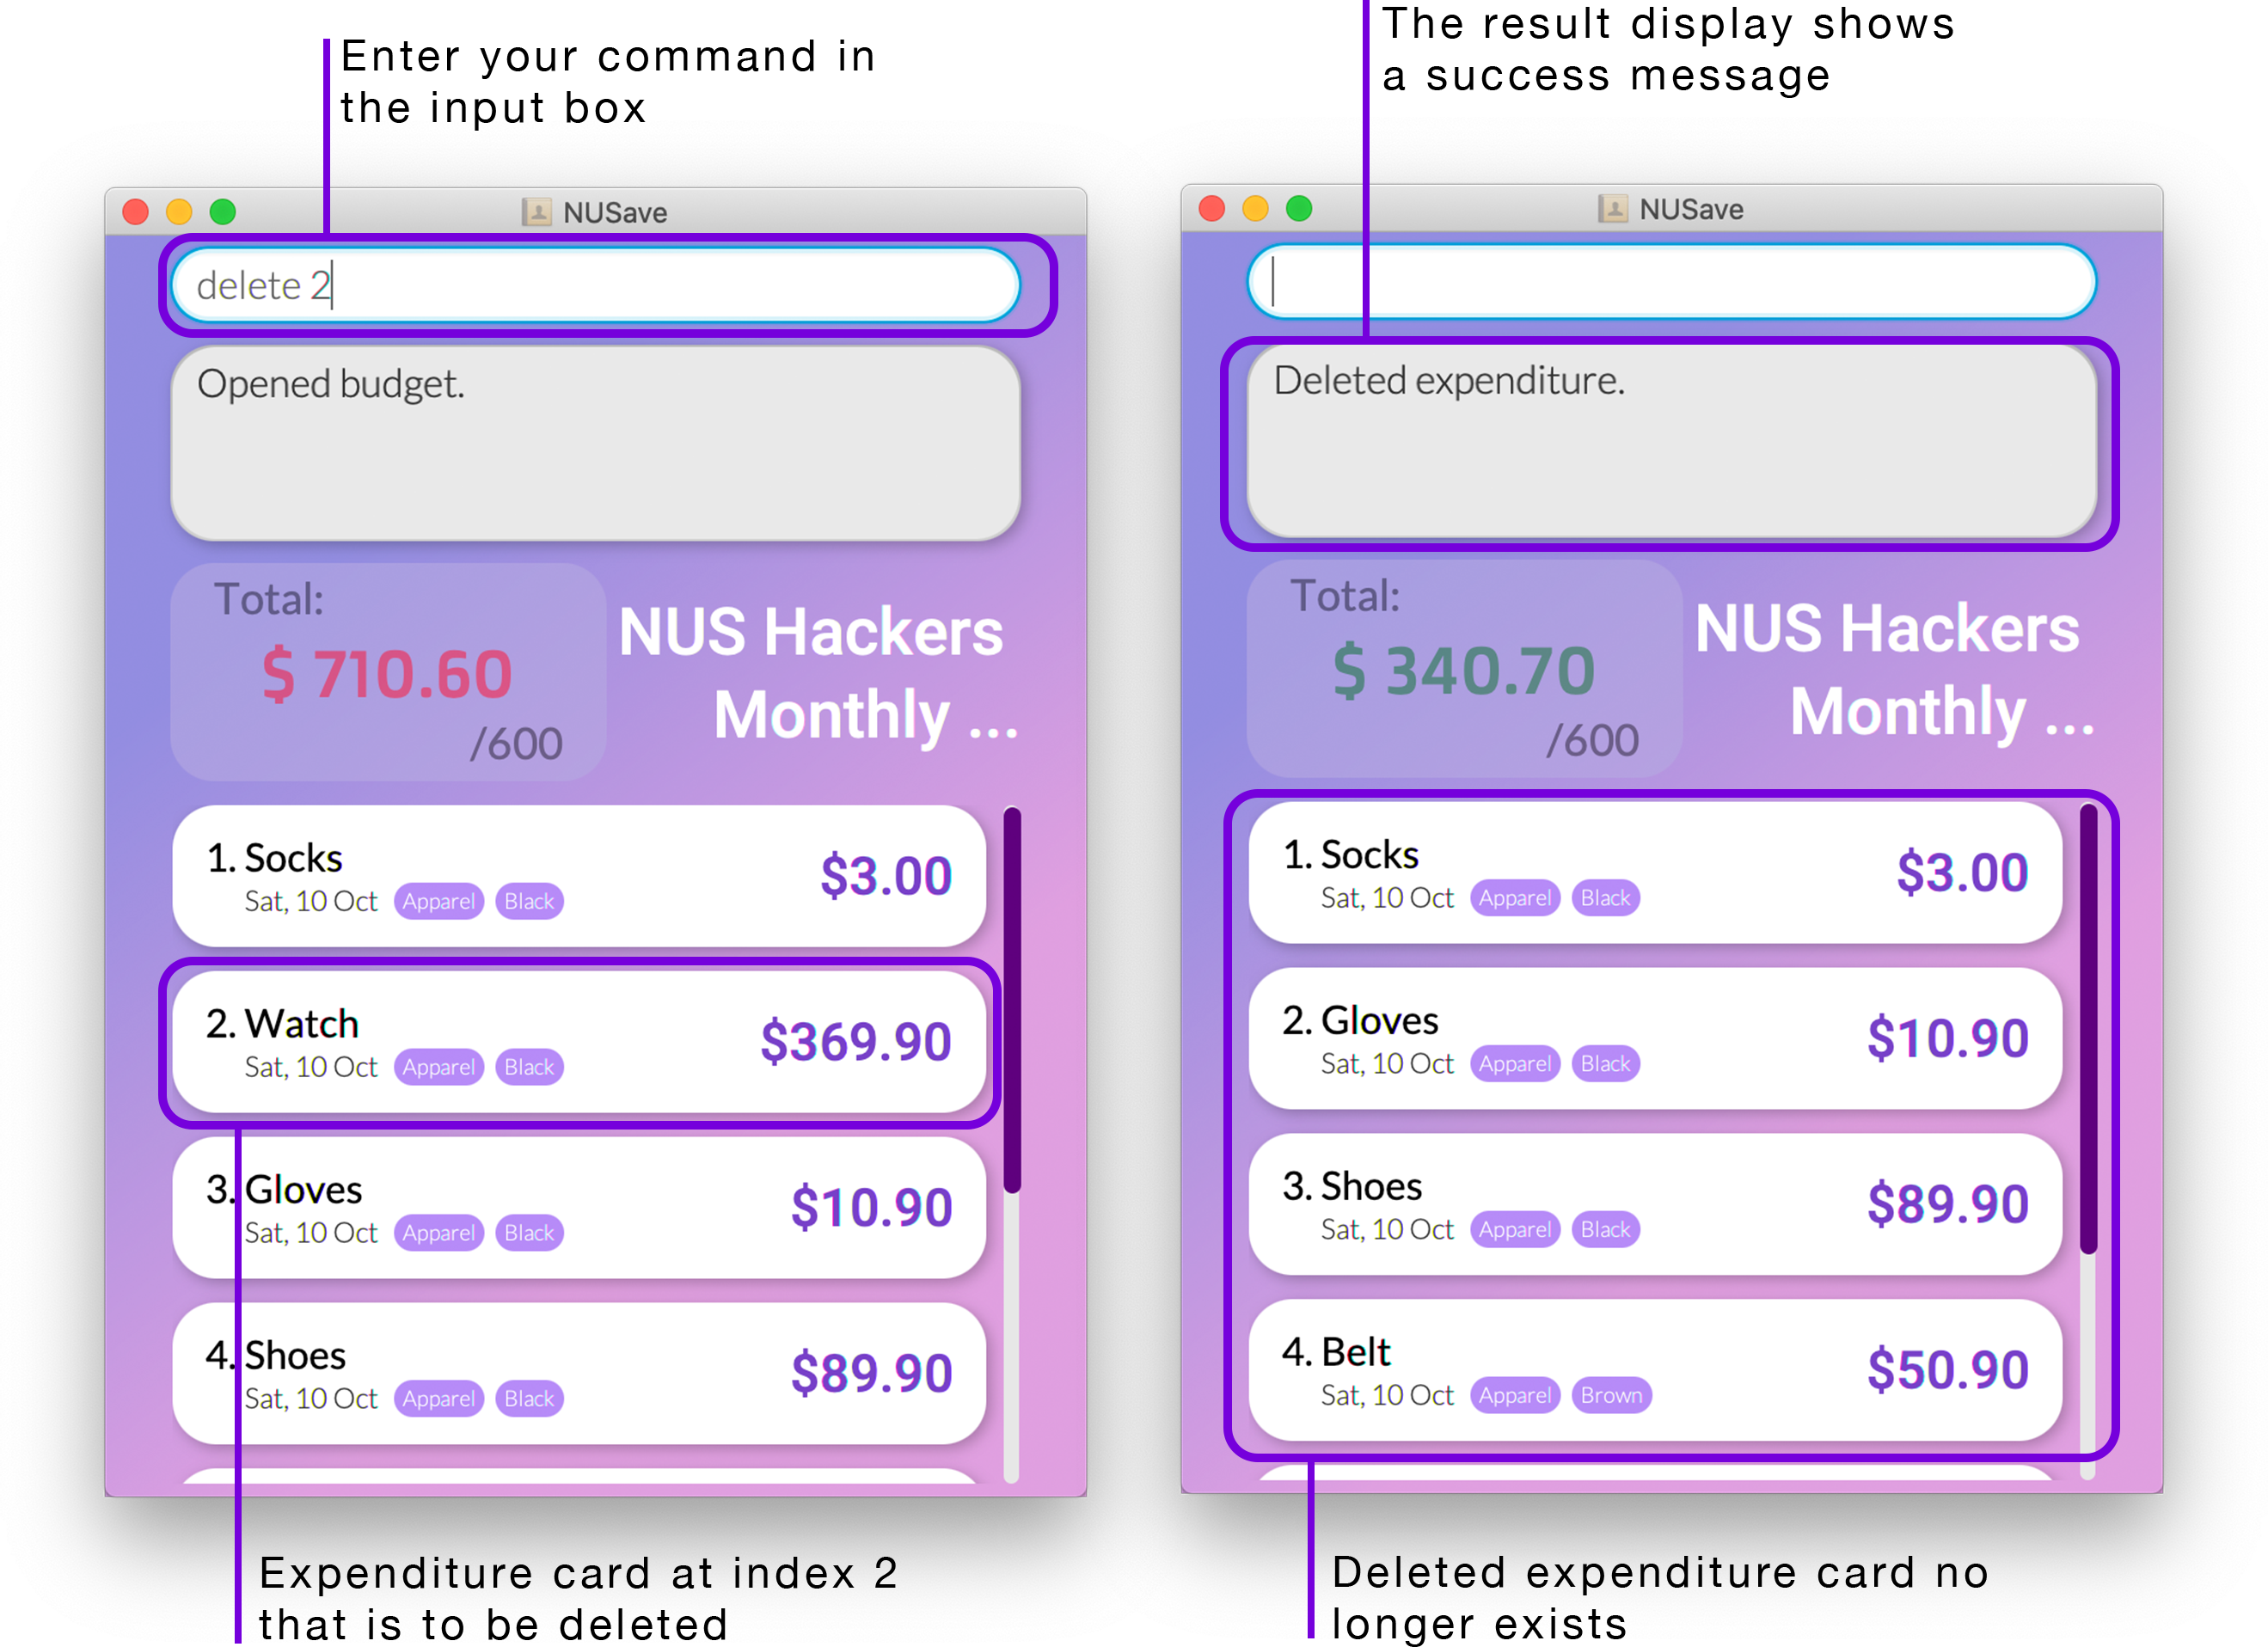 Enter your command in
the input box
NUSave
delete 2
Opened budget.
Total:
$ 710.60
/600
NUS Hackers
Monthly ...
1. Socks
$3.00
Sat, 10 Oct Apparel Black
2. Watch
$369.90
Sat, 10 Oct Apparel Black
3. Gloves
$10.90
Sat, 10 Oct Apparel Black
4. Shoes
$89.90
Sat, 10 Oct Apparel Black
Expenditure card at index 2
that is to be deleted
The result display shows
a success message
NUSave
Deleted expenditure.
Total:
$ 340.70
/600
NUS Hackers
Monthly ...
1. Socks
$3.00
Sat, 10 Oct Apparel Black
2. Gloves
$10.90
Sat, 10 Oct Apparel Black
3. Shoes
$89.90
Sat, 10 Oct Apparel Black
4. Belt
$50.90
Sat, 10 Oct Apparel Brown
Deleted expenditure card no
longer exists